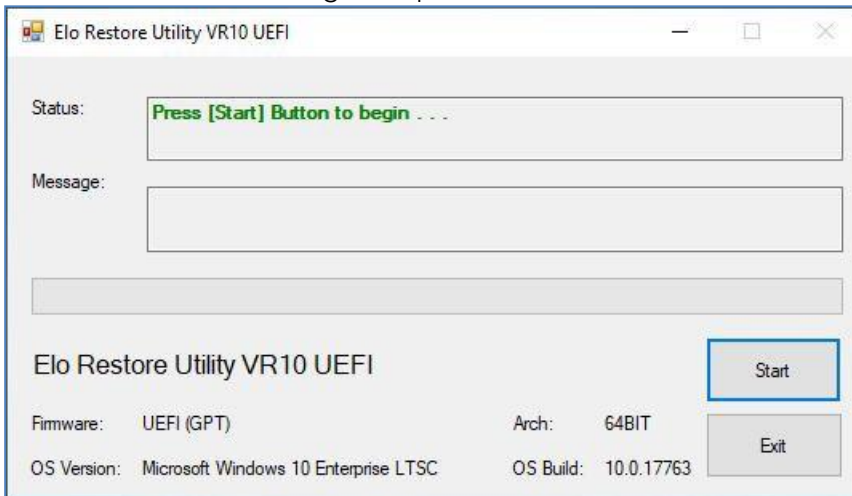 Elo Restore Utility VR10 UEFI
Status:
Press [Start] Button to begin . . .
Message:
Elo Restore Utility VR10 UEFI
Start
Firmware: UEFI (GPT) Arch: 64BIT
Exit
OS Version: Microsoft Windows 10 Enterprise LTSC OS Build: 10.0.17763